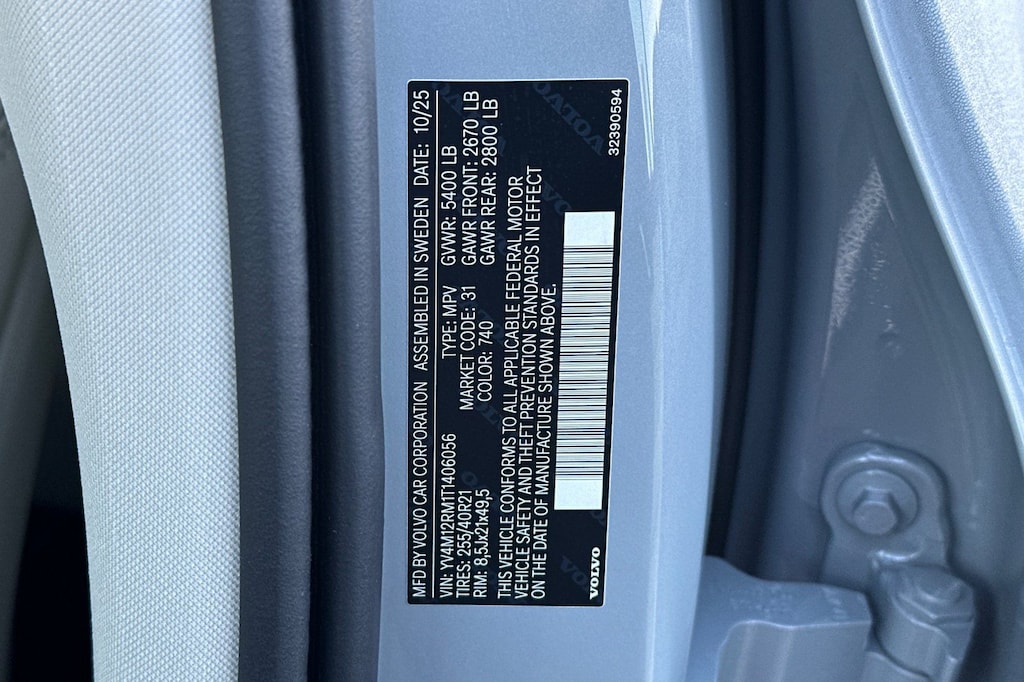 MFD BY VOLVO CAR CORPORATION ASSEMBLED IN SWEDEN DATE: 10/25
VIN: YV4M12RM1T1406056 TYPE: MPV GVWR: 5400 LB
TIRES: 255/40R21 MARKET CODE: 31 GAWR FRONT: 2670 LB
RIM: 8,5Jx21x49,5 COLOR: 740 GAWR REAR: 2800 LB
THIS VEHICLE CONFORMS TO ALL APPLICABLE FEDERAL MOTOR
VEHICLE SAFETY AND THEFT PREVENTION STANDARDS IN EFFECT
ON THE DATE OF MANUFACTURE SHOWN ABOVE.
VOLVO
32390594